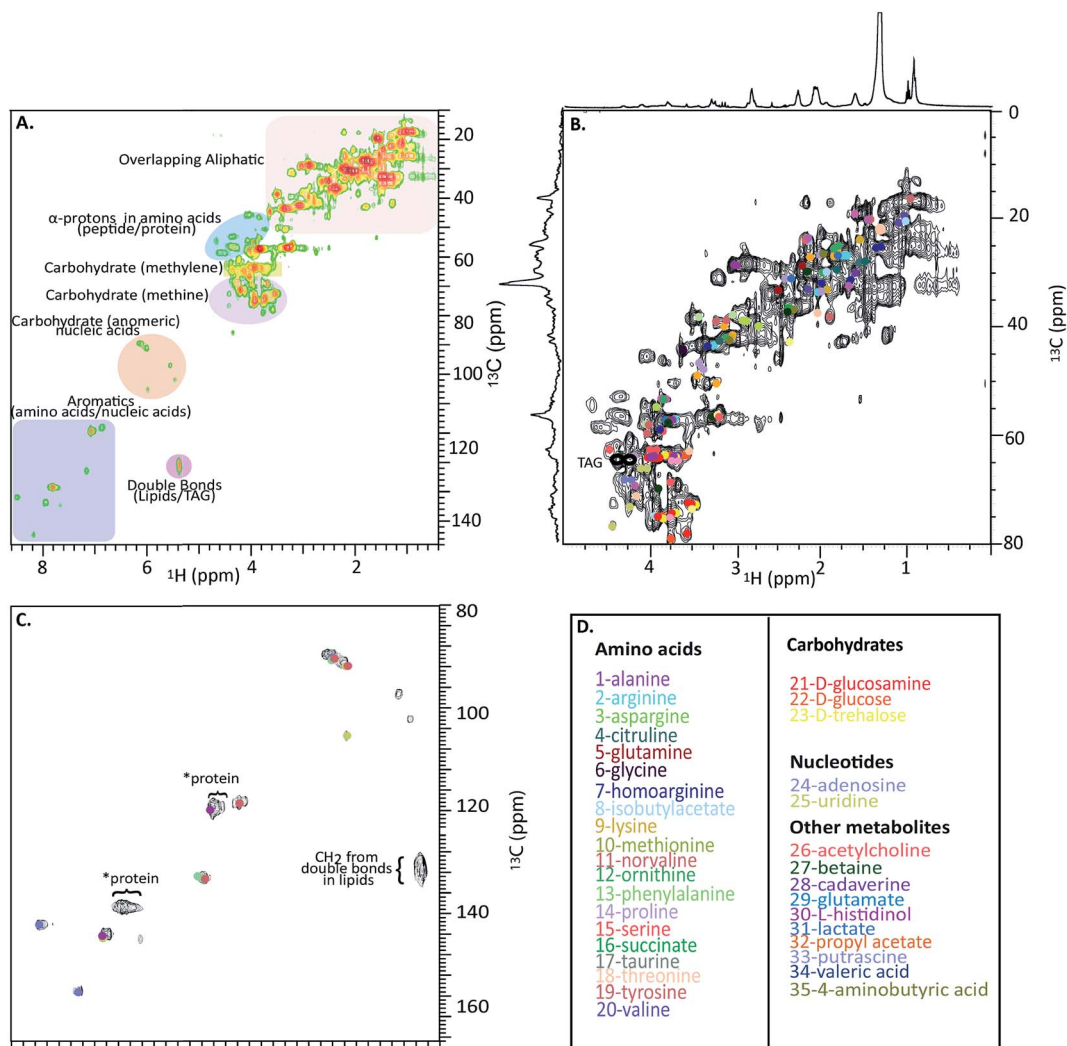 A.
Overlapping Aliphatic
α-protons in amino acids
(peptide/protein)
Carbohydrate (methylene)
Carbohydrate (methine)
Carbohydrate (anomeric)
nucleic acids
Aromatics
(amino acids/nucleic acids)
Double Bonds
(Lipids/TAG)
20
40
60
80
100
120
140
13C (ppm)
8 6 4 2
1H (ppm)
B.
TAG
0
20
40
60
80
13C (ppm)
4 3 2 1
1H (ppm)
C.
*protein
*protein
CH2 from
double bonds
in lipids
80
100
120
140
160
13C (ppm)
D.
Amino acids
1-alanine
2-arginine
3-aspargine
4-citruline
5-glutamine
6-glycine
7-homoarginine
8-isobutylacetate
9-lysine
10-methionine
11-norvaline
12-ornithine
13-phenylalanine
14-proline
15-serine
16-succinate
17-taurine
18-threonine
19-tyrosine
20-valine
Carbohydrates
21-D-glucosamine
22-D-glucose
23-D-trehalose
Nucleotides
24-adenosine
25-uridine
Other metabolites
26-acetylcholine
27-betaine
28-cadaverine
29-glutamate
30-L-histidinol
31-lactate
32-propyl acetate
33-putrascine
34-valeric acid
35-4-aminobutyric acid